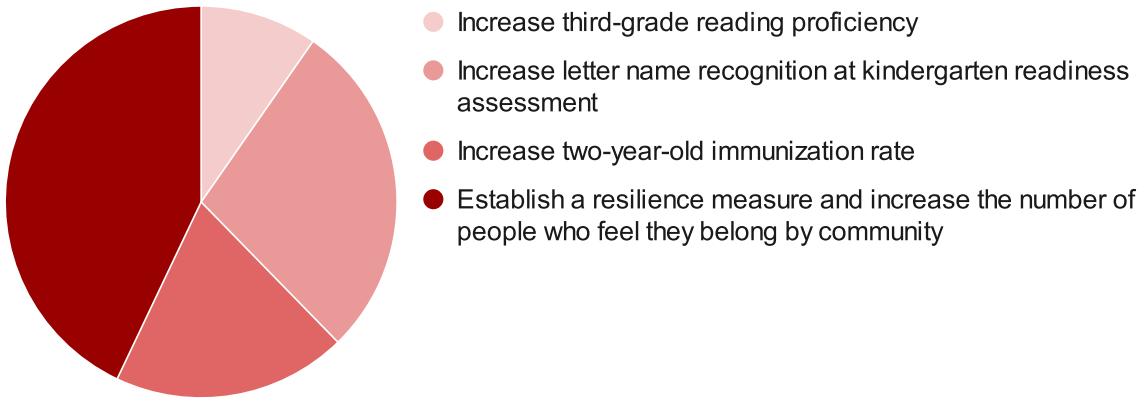 Increase third-grade reading proficiency
Increase letter name recognition at kindergarten readiness
assessment
Increase two-year-old immunization rate
Establish a resilience measure and increase the number of
people who feel they belong by community